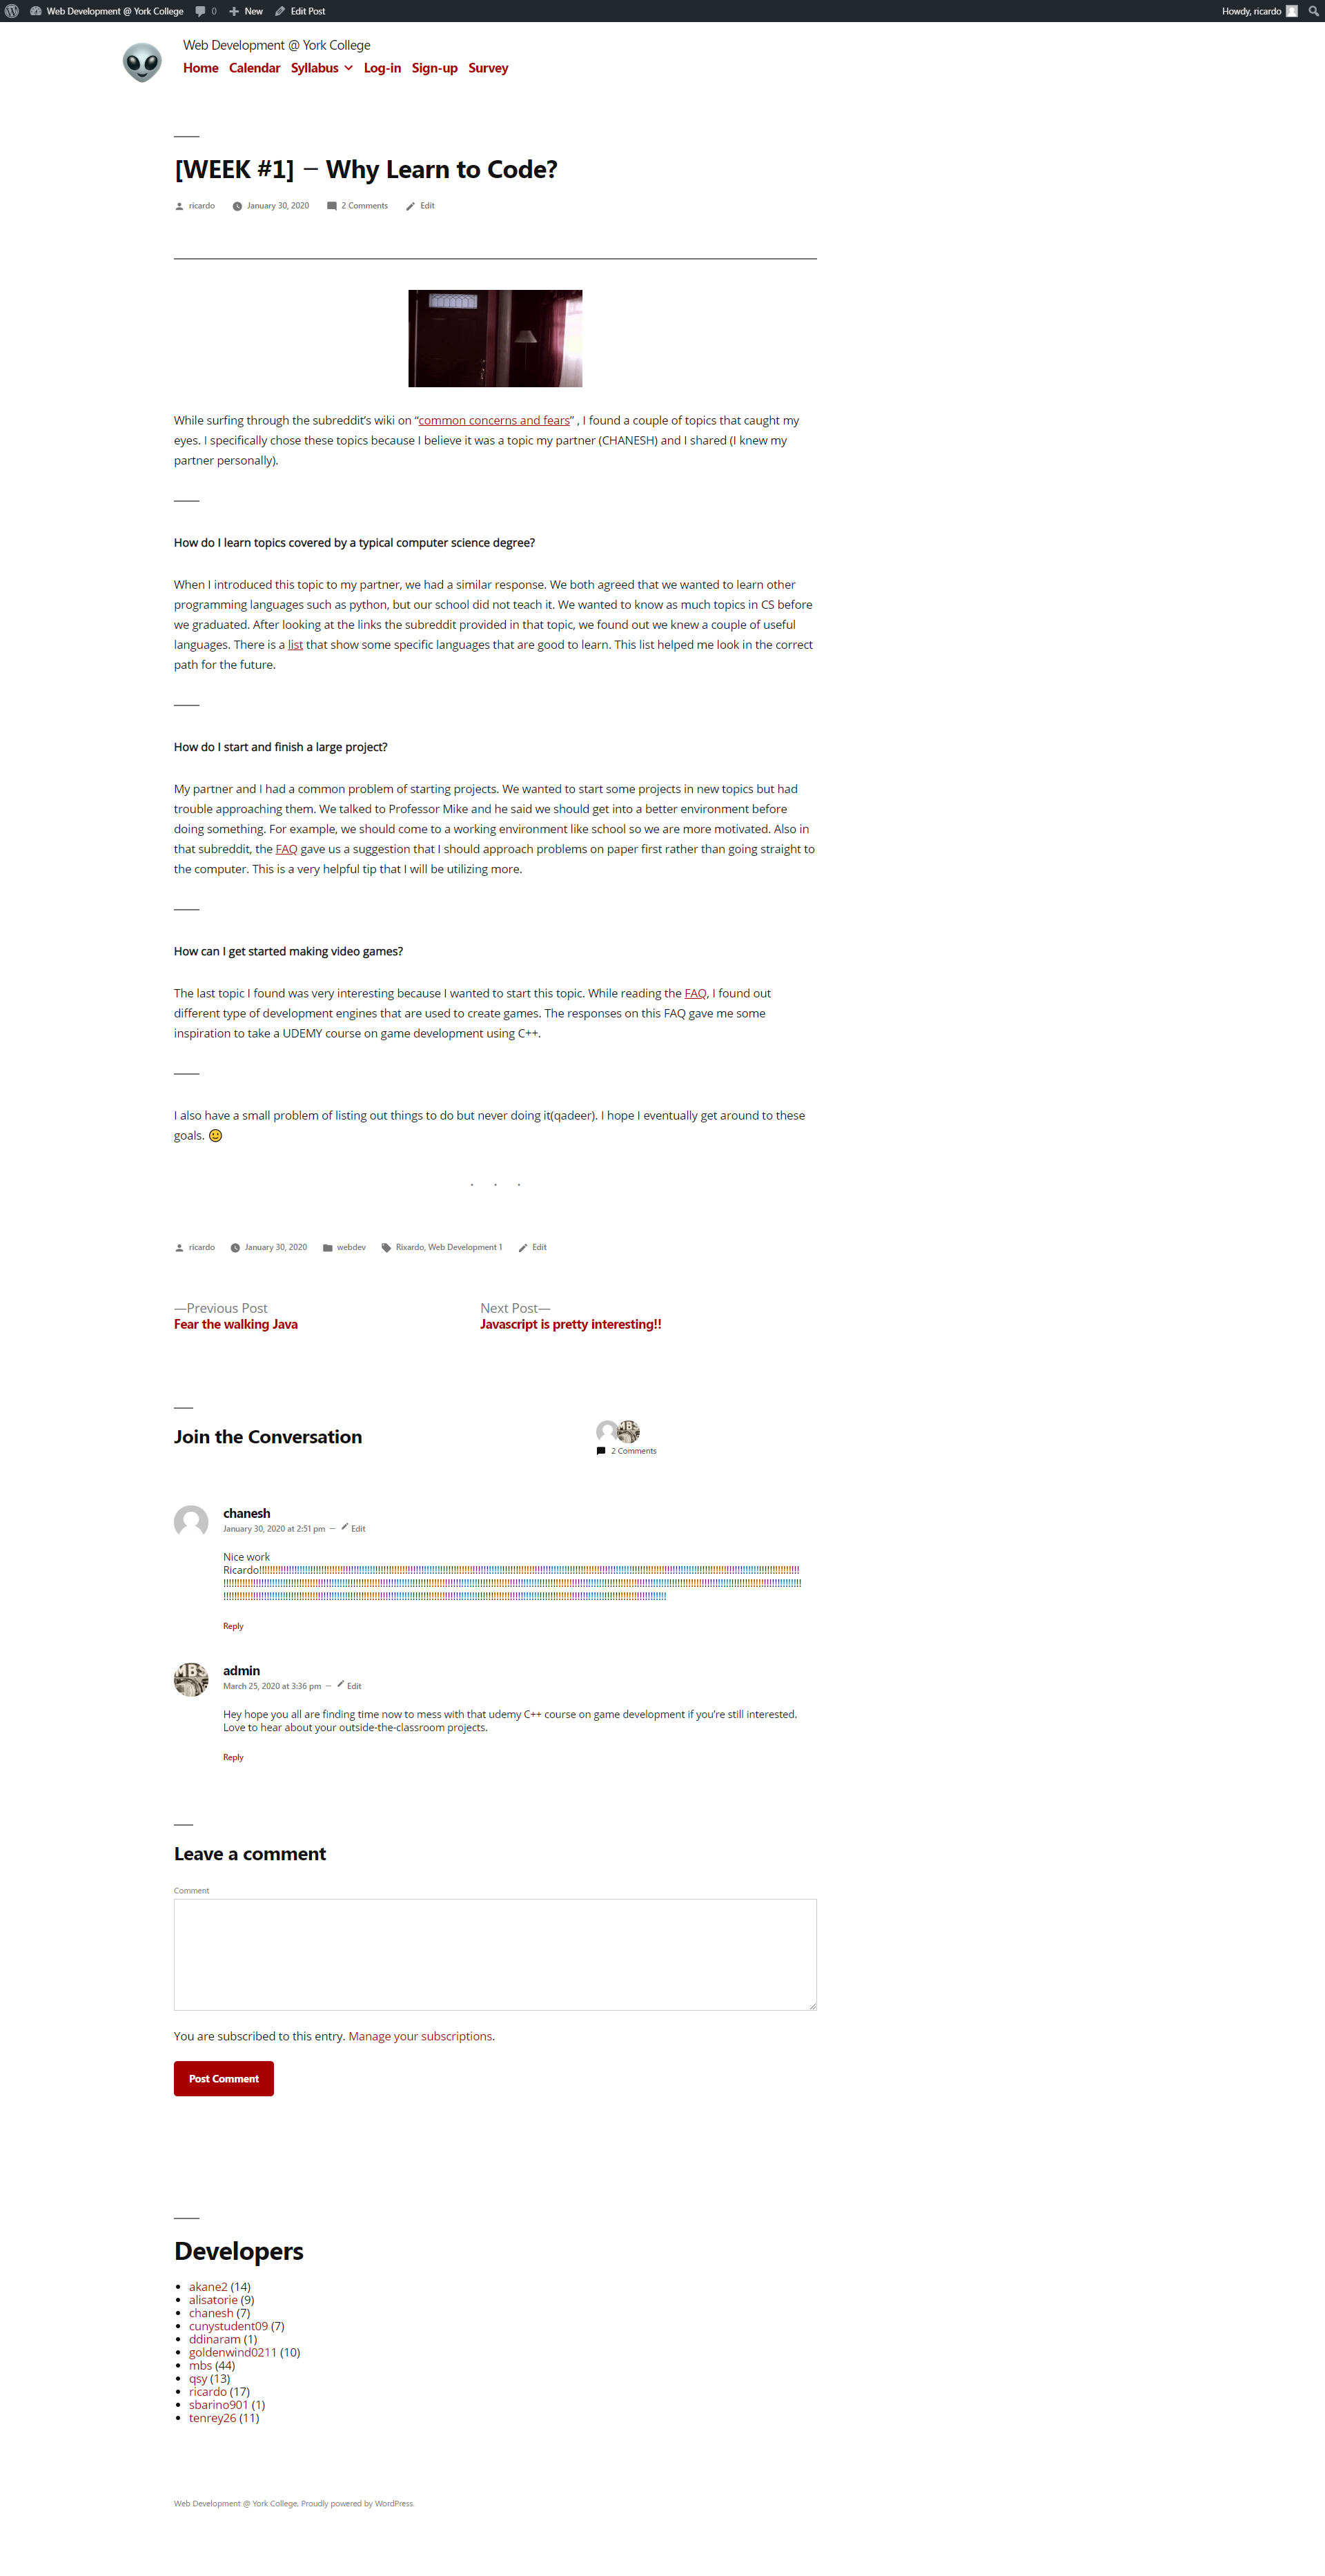 Web Development @ York College 0 New Edit Post Howdy, ricardo
Web Development @ York College
Home Calendar Syllabus Log-in Sign-up Survey
[WEEK #1] – Why Learn to Code?
ricardo January 30, 2020 2 Comments Edit
While surfing through the subreddit’s wiki on “common concerns and fears” , I found a couple of topics that caught my
eyes. I specifically chose these topics because I believe it was a topic my partner (CHANESH) and I shared (I knew my
partner personally).
How do I learn topics covered by a typical computer science degree?
When I introduced this topic to my partner, we had a similar response. We both agreed that we wanted to learn other
programming languages such as python, but our school did not teach it. We wanted to know as much topics in CS before
we graduated. After looking at the links the subreddit provided in that topic, we found out we knew a couple of useful
languages. There is a list that show some specific languages that are good to learn. This list helped me look in the correct
path for the future.
How do I start and finish a large project?
My partner and I had a common problem of starting projects. We wanted to start some projects in new topics but had
trouble approaching them. We talked to Professor Mike and he said we should get into a better environment before
doing something. For example, we should come to a working environment like school so we are more motivated. Also in
that subreddit, the FAQ gave us a suggestion that I should approach problems on paper first rather than going straight to
the computer. This is a very helpful tip that I will be utilizing more.
How can I get started making video games?
The last topic I found was very interesting because I wanted to start this topic. While reading the FAQ, I found out
different type of development engines that are used to create games. The responses on this FAQ gave me some
inspiration to take a UDEMY course on game development using C++.
I also have a small problem of listing out things to do but never doing it(qadeer). I hope I eventually get around to these
goals. 🙂
. . .
ricardo January 30, 2020 webdev Rixardo, Web Development 1 Edit
—Previous Post Next Post—
Fear the walking Java Javascript is pretty interesting!!
Join the Conversation
2 Comments
chanesh
January 30, 2020 at 2:51 pm – Edit
Nice work
Ricardo!!!!!!!!!!!!!!!!!!!!!!!!!!!!!!!!!!!!!!!!!!!!!!!!!!!!!!!!!!!!!!!!!!!!!!!!!!!!!!!!
Reply
admin
March 25, 2020 at 3:36 pm – Edit
Hey hope you all are finding time now to mess with that udemy C++ course on game development if you’re still interested.
Love to hear about your outside-the-classroom projects.
Reply
Leave a comment
Comment
You are subscribed to this entry. Manage your subscriptions.
Post Comment
Developers
akane2 (14)
alisatorie (9)
chanesh (7)
cunystudent09 (7)
ddinaram (1)
goldenwind0211 (10)
mbs (44)
qsy (13)
ricardo (17)
sbarino901 (1)
tenrey26 (11)
Web Development @ York College, Proudly powered by WordPress.